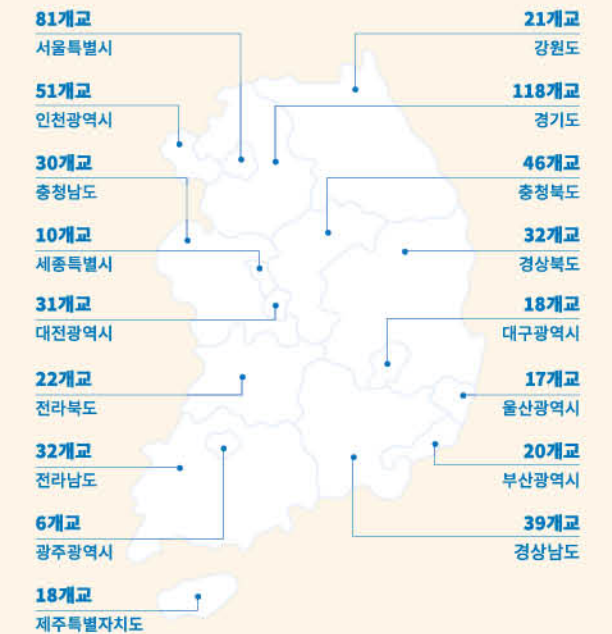 81개교
서울특별시
51개교
인천광역시
30개교
충청남도
10개교
세종특별시
31개교
대전광역시
22개교
전라북도
32개교
전라남도
6개교
광주광역시
18개교
제주특별자치도
21개교
강원도
118개교
경기도
46개교
충청북도
32개교
경상북도
18개교
대구광역시
17개교
울산광역시
20개교
부산광역시
39개교
경상남도